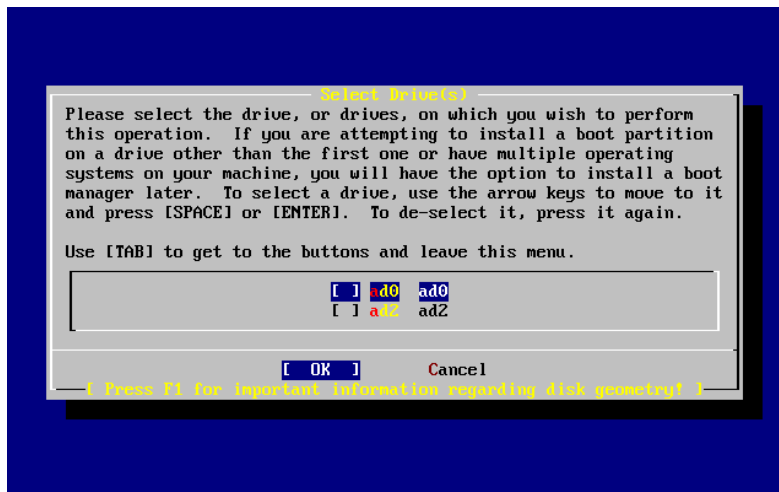 Select Drive(s)
Please select the drive, or drives, on which you wish to perform
this operation.  If you are attempting to install a boot partition
on a drive other than the first one or have multiple operating
systems on your machine, you will have the option to install a boot
manager later.  To select a drive, use the arrow keys to move to it
and press [SPACE] or [ENTER].  To de-select it, press it again.
Use [TAB] to get to the buttons and leave this menu.
[ ] ad0  ad0
[ ] ad2  ad2
[  OK  ]  Cancel
[ Press F1 for important information regarding disk geometry! ]